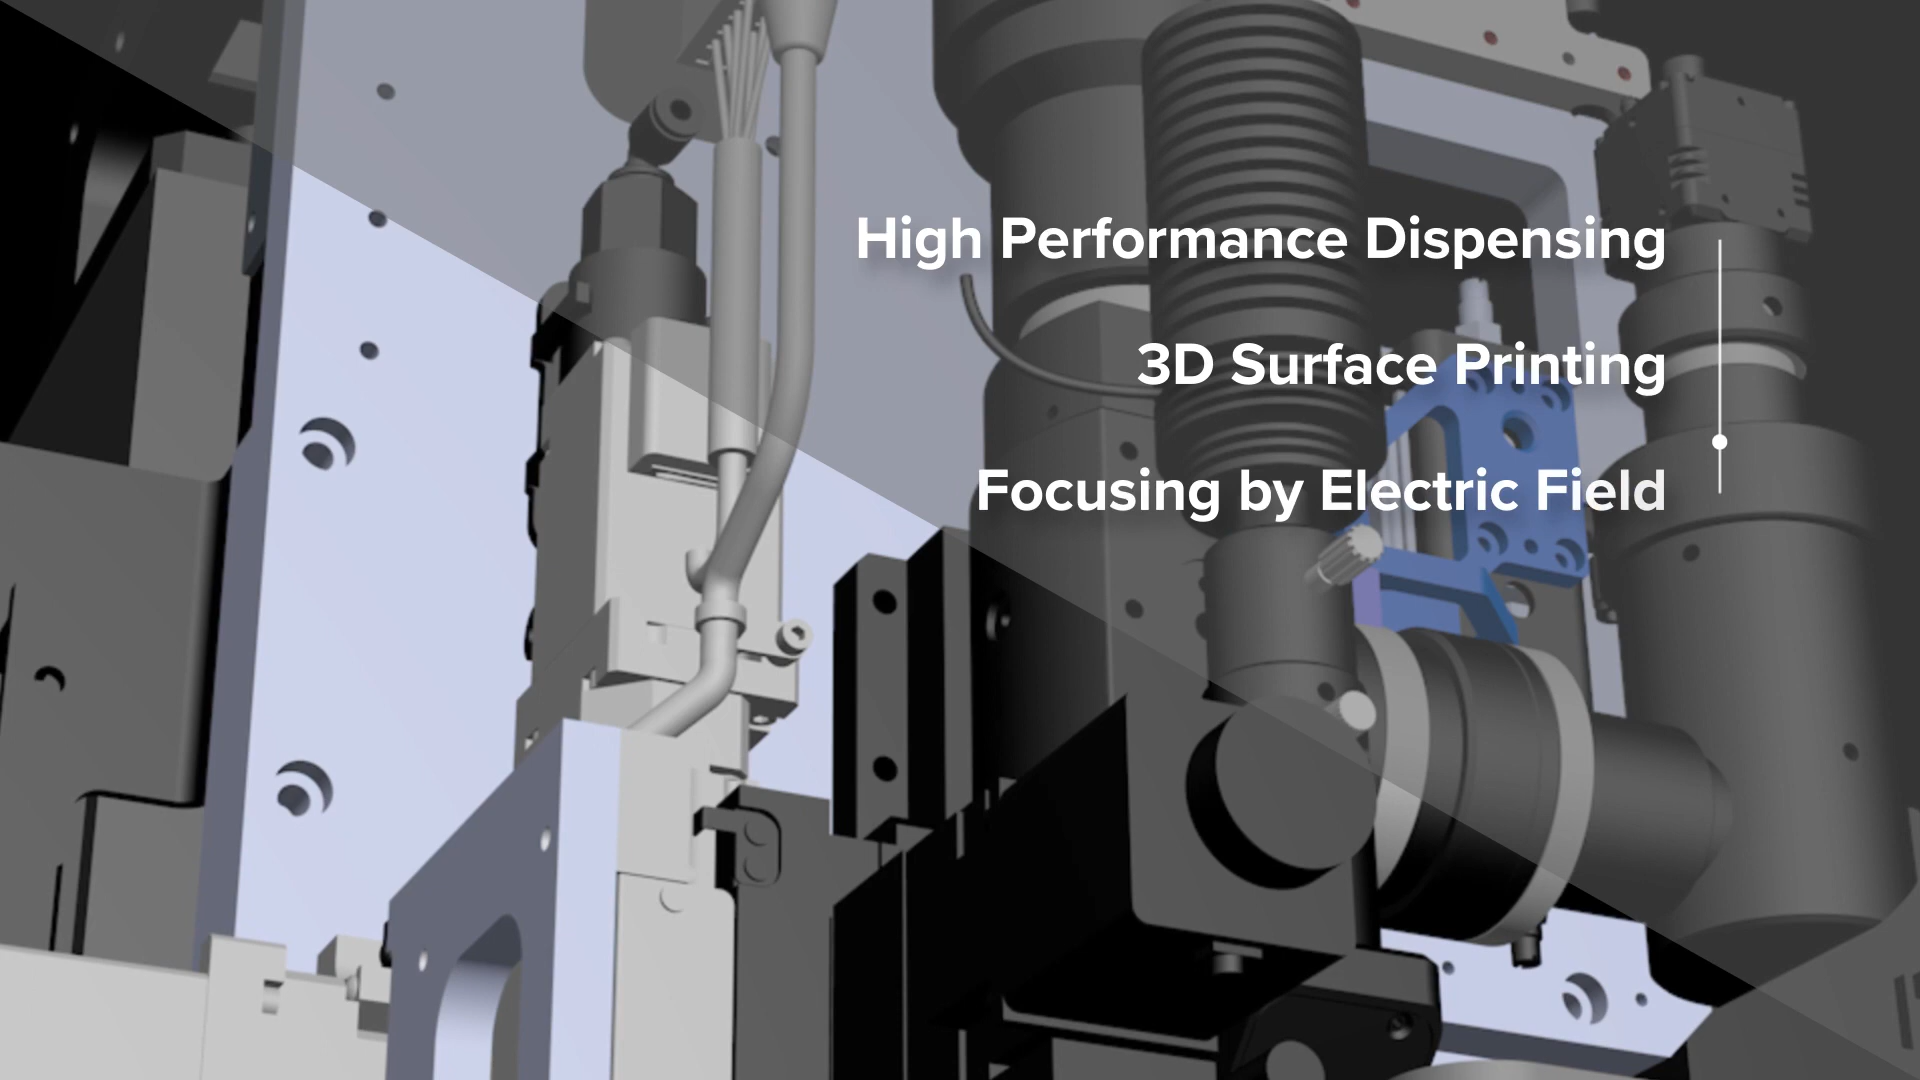 High Performance Dispensing
3D Surface Printing
Focusing by Electric Field